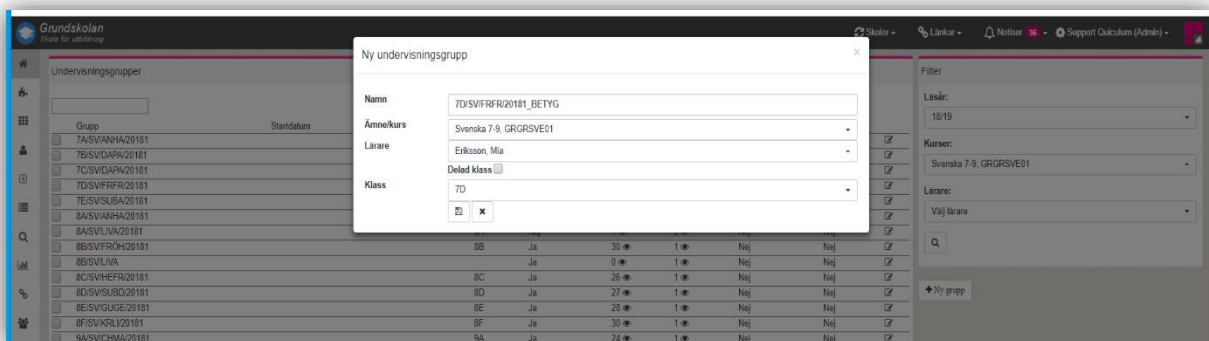 Grundskolan
Skola för utbildning
Skolor
Länkar
Notiser 36
Support Quiculum (Admin)
Undervisningsgrupper
Grupp Startdatum
7A/SV/ANHA/20181
7B/SV/DAPA/20181
7C/SV/DAPA/20181
7D/SV/FRFR/20181
7E/SV/SUBA/20181
8A/SV/ANHA/20181
8A/SV/LIVA/20181
8B/SV/FRÖH/20181 8B Ja 30 1 Nej Nej
8B/SV/LIVA Ja 0 1 Nej Nej
8C/SV/HEFR/20181 8C Ja 26 1 Nej Nej
8D/SV/SUBD/20181 8D Ja 27 1 Nej Nej
8E/SV/GUGE/20181 8E Ja 28 1 Nej Nej
8F/SV/KRLI/20181 8F Ja 30 1 Nej Nej
9A/SV/CHMA/20181 9A Ja 24 1 Nej Nej
Ny undervisningsgrupp ×
Namn 7D/SV/FRFR/20181_BETYG
Ämne/kurs Svenska 7-9, GRGRSVE01
Lärare Eriksson, Mia
Delad klass
Klass 7D
Filter
Läsår:
18/19
Kurser:
Svenska 7-9, GRGRSVE01
Lärare:
Välj lärare
+ Ny grupp